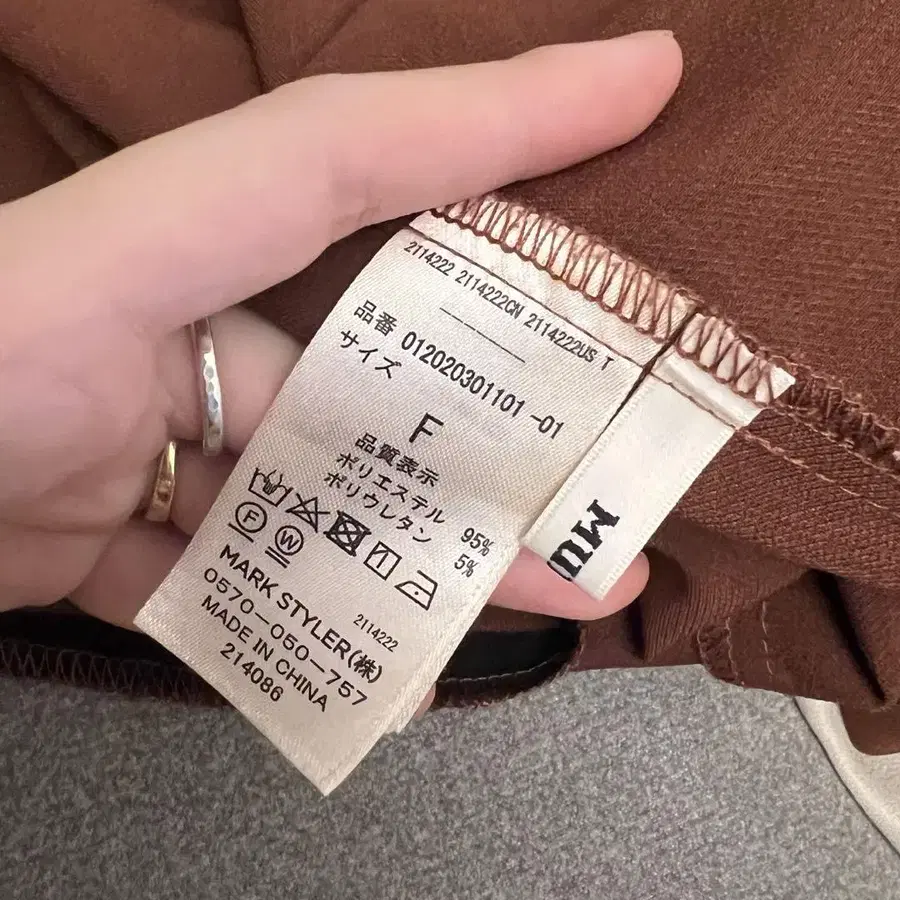 2114222 2114222CN 2114222US T
品番 012020301101 -01
サイズ
F
品質表示
ポリエステル 95%
ポリウレタン 5%
F W
2114222
MARK STYLER(株)
0570-050-757
MADE IN CHINA
214086